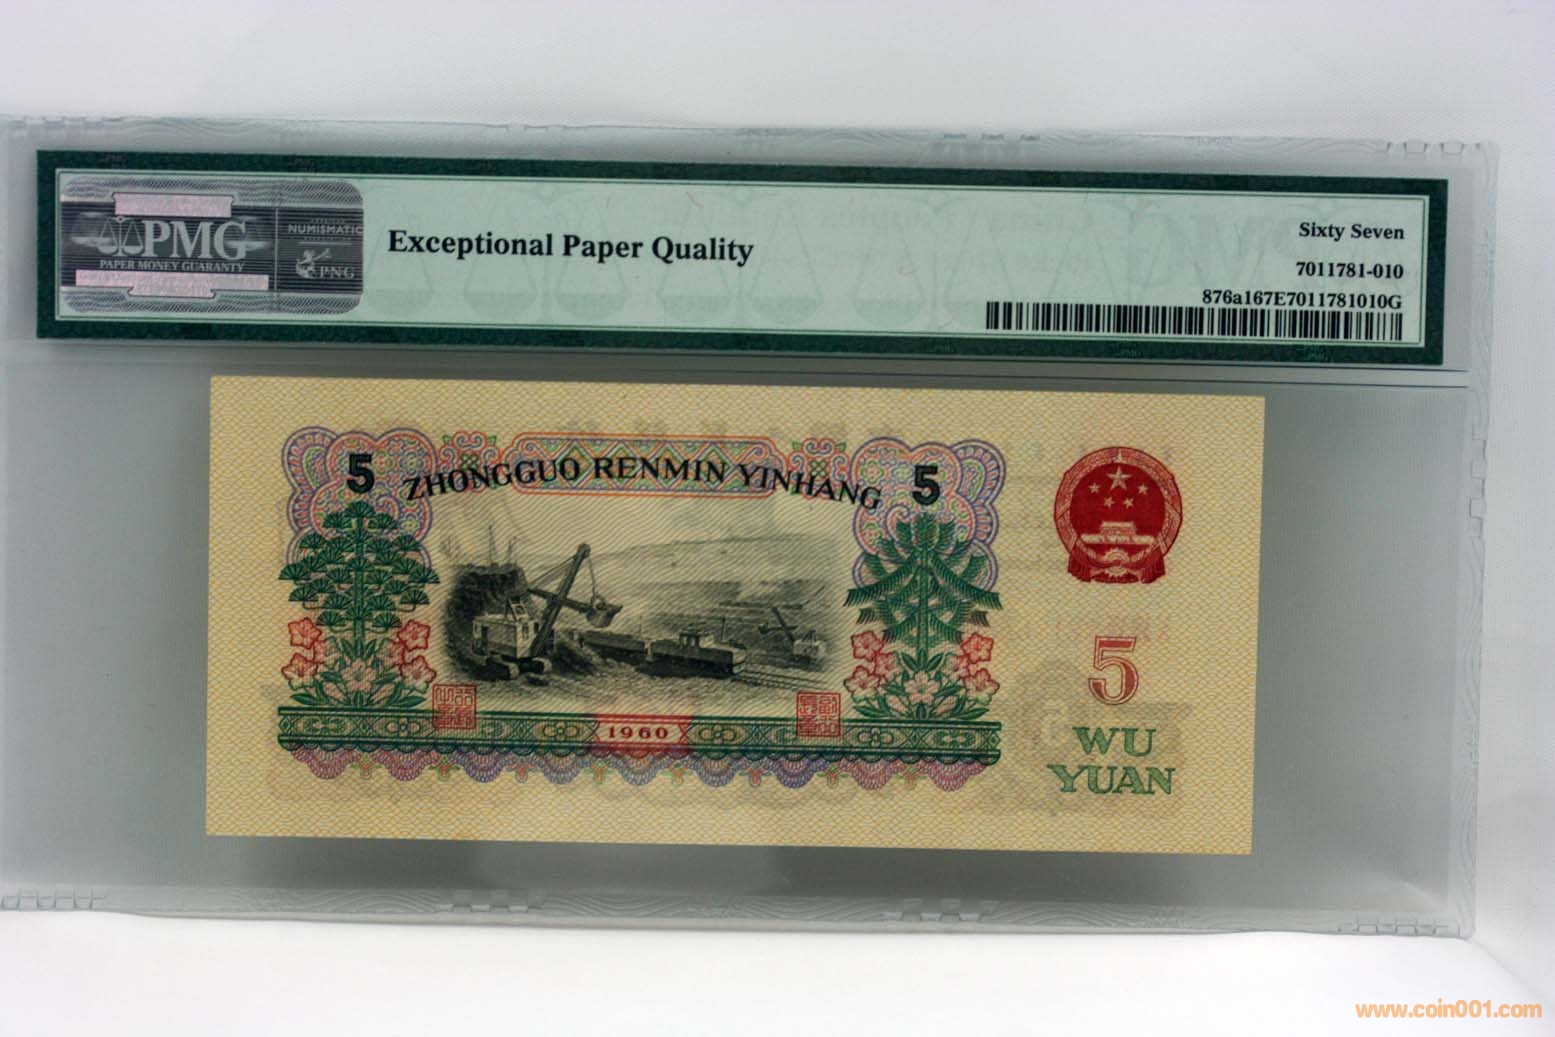 PMG
PAPER MONEY GUARANTY
NUMISMATIC
PNG
Exceptional Paper Quality
Sixty Seven
7011781-010
876a167E7011781010G
5 ZHONGGUO RENMIN YINHANG 5
1960
5
WU
YUAN
www.coin001.com